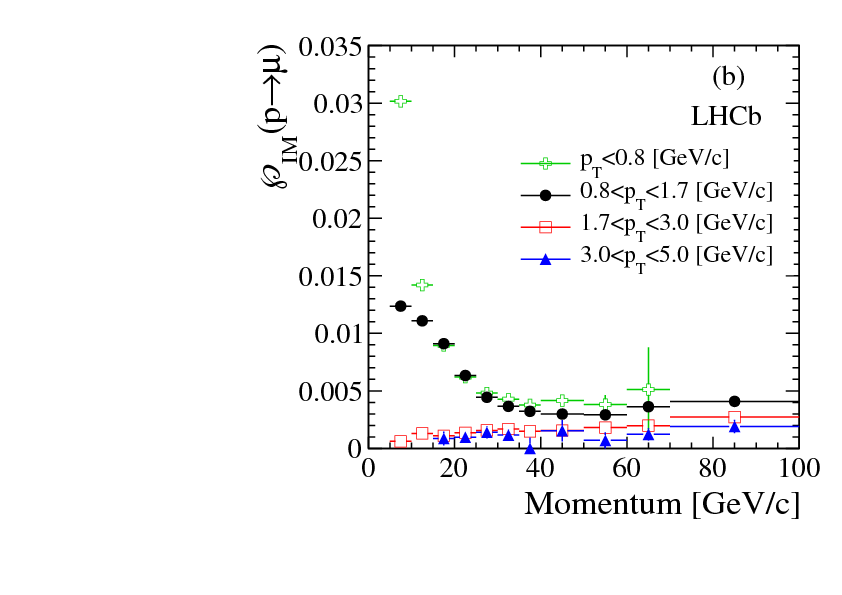 0.035
0.03
0.025
0.02
0.015
0.01
0.005
0
℘IM(p→μ)
(b)
LHCb
pT<0.8 [GeV/c]
0.8<pT<1.7 [GeV/c]
1.7<pT<3.0 [GeV/c]
3.0<pT<5.0 [GeV/c]
0 20 40 60 80 100
Momentum [GeV/c]